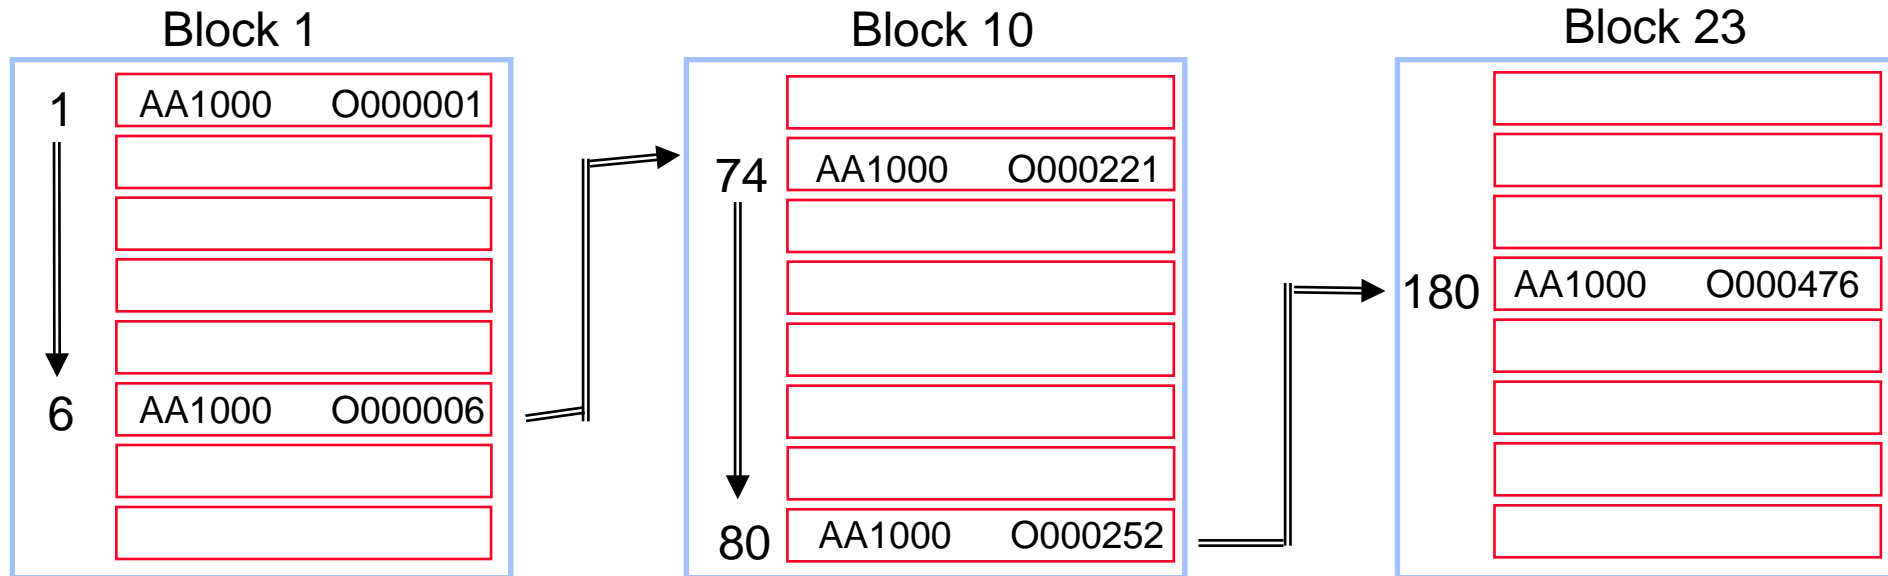 Block 1
1 AA1000 O000001
6 AA1000 O000006
Block 10
74 AA1000 O000221
80 AA1000 O000252
Block 23
180 AA1000 O000476